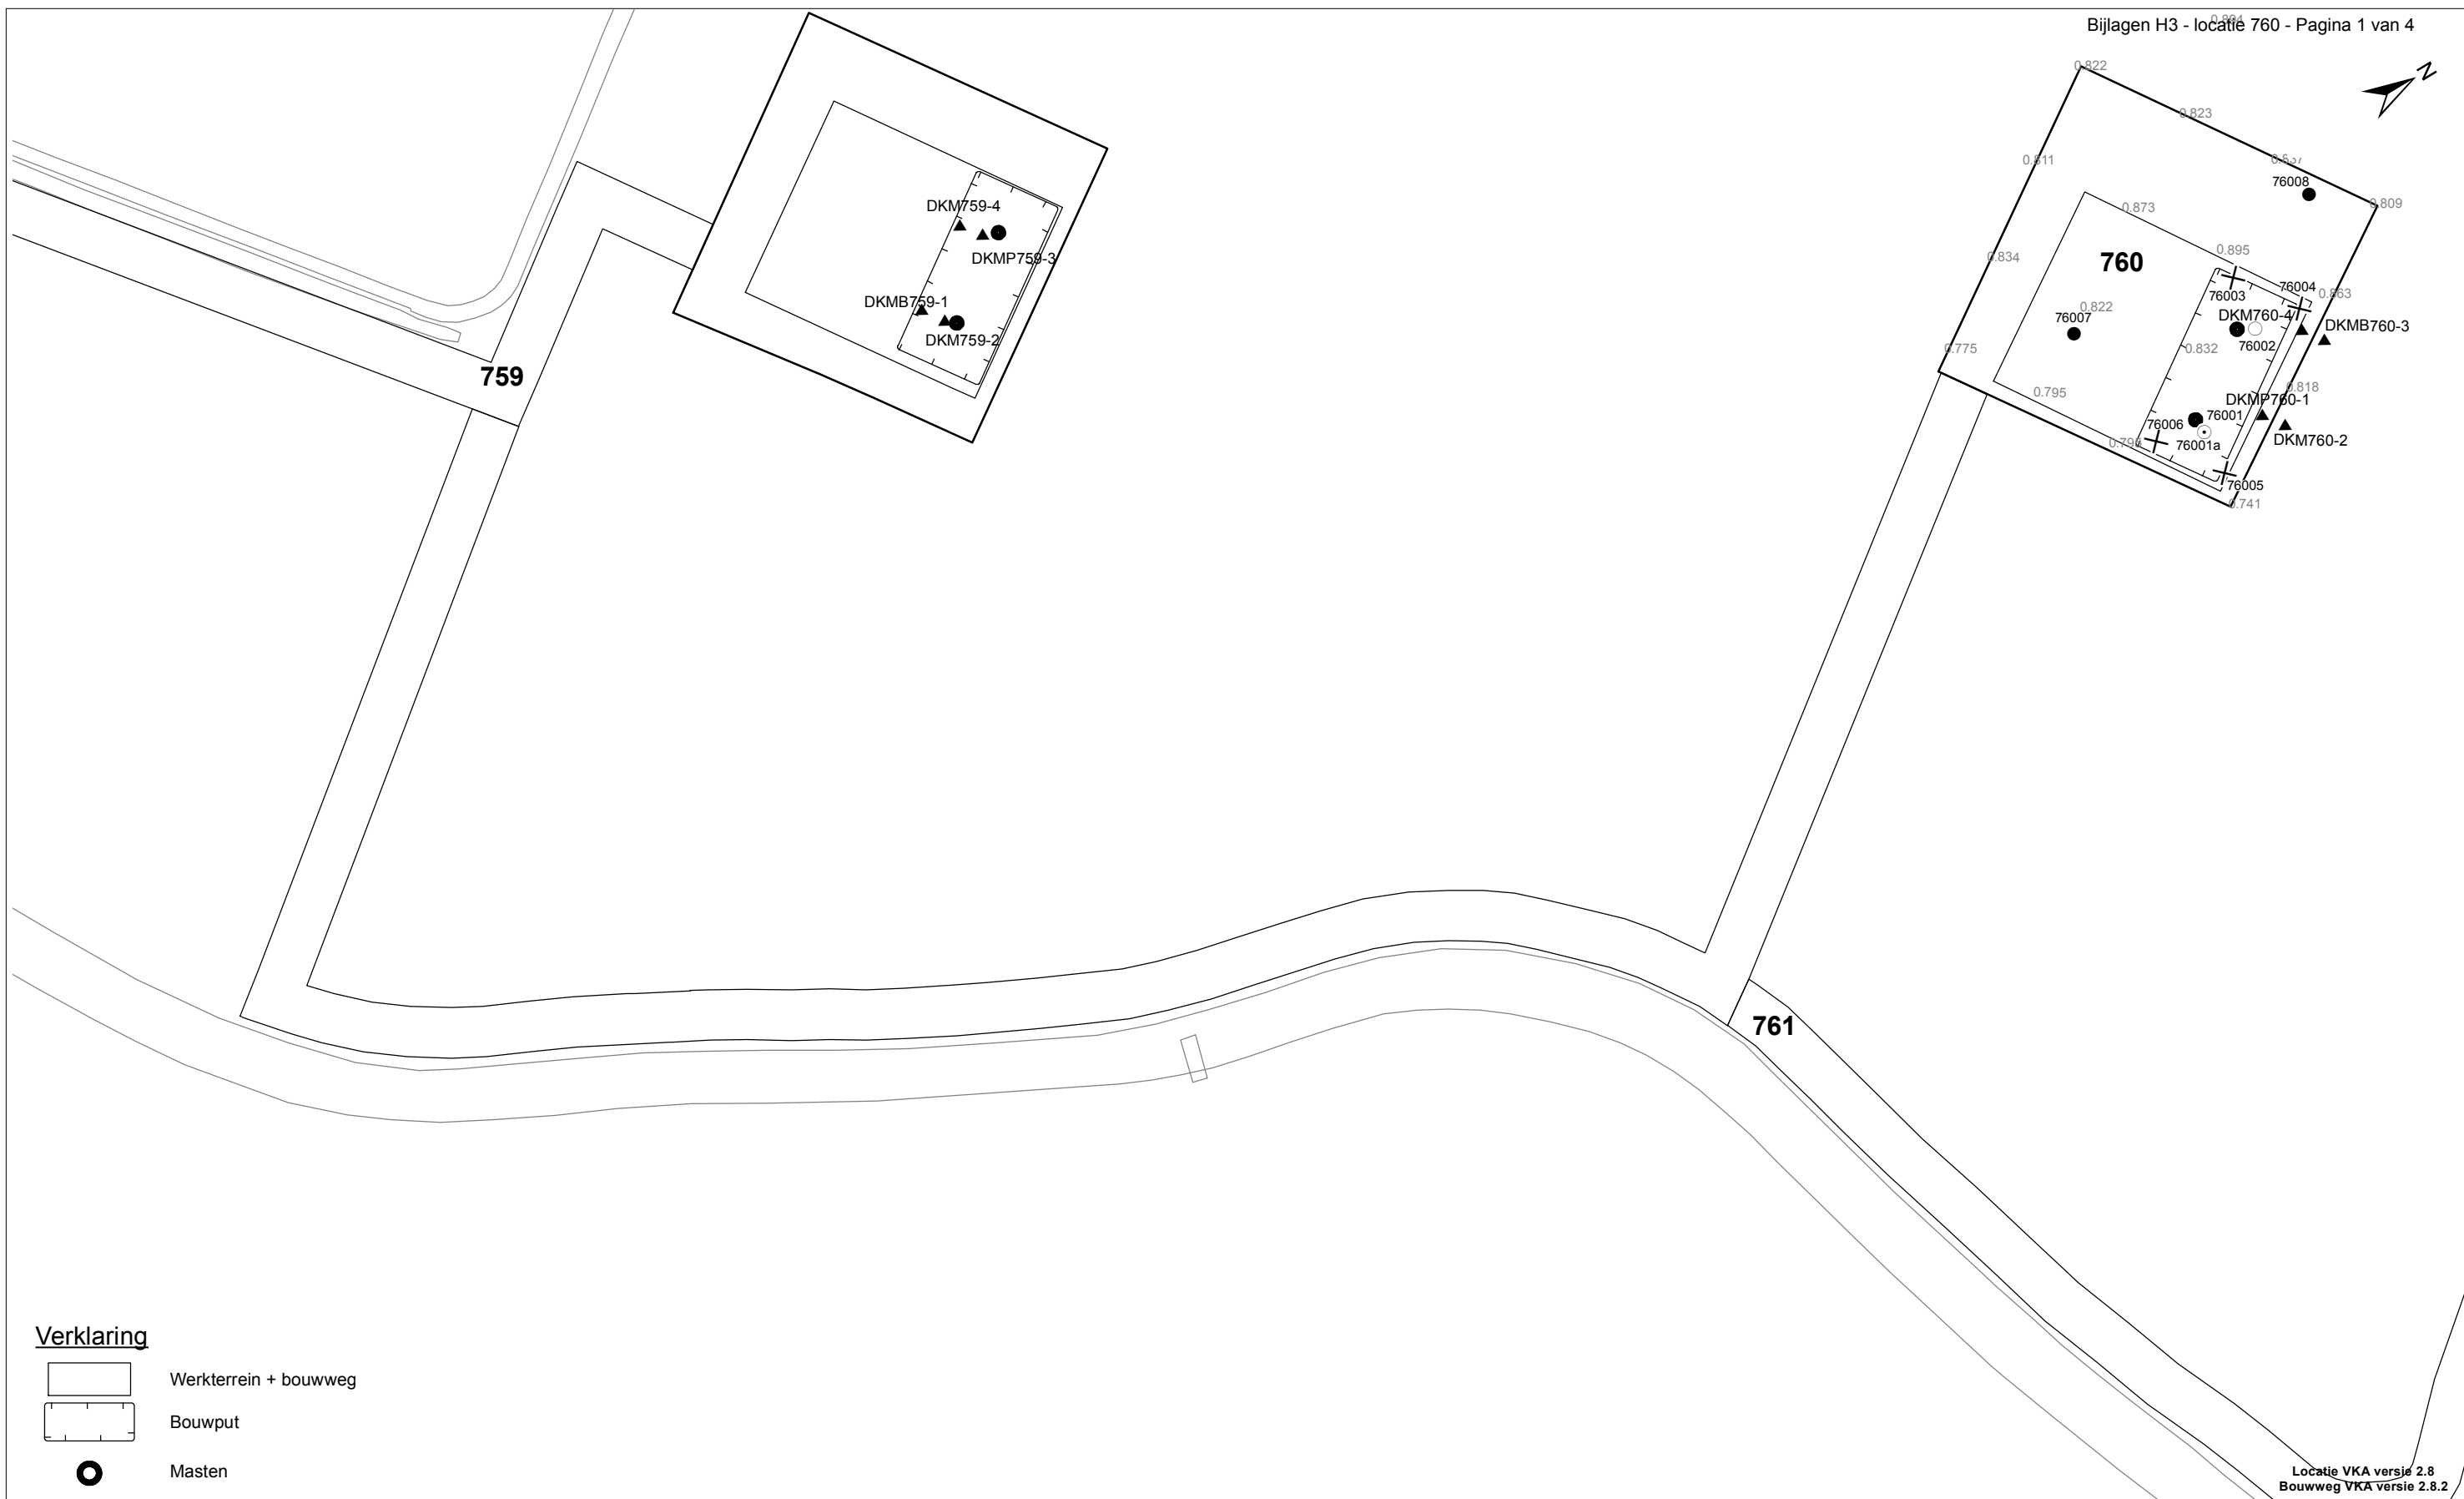 Bijlagen H3 - locatie 760 - Pagina 1 van 4
N
0.822
0.823
0.811
76008
0.809
0.873
0.895
0.834
760
76003
76004
0.863
0.822
76007
DKM760-4
DKMB760-3
76002
0.832
0.775
0.818
0.795
DKMP760-1
76001
76006
76001a
DKM760-2
76005
0.741
DKM759-4
DKMP759-3
DKMB759-1
DKM759-2
759
761
Verklaring
Werkterrein + bouwweg
Bouwput
Masten
Locatie VKA versie 2.8
Bouwweg VKA versie 2.8.2